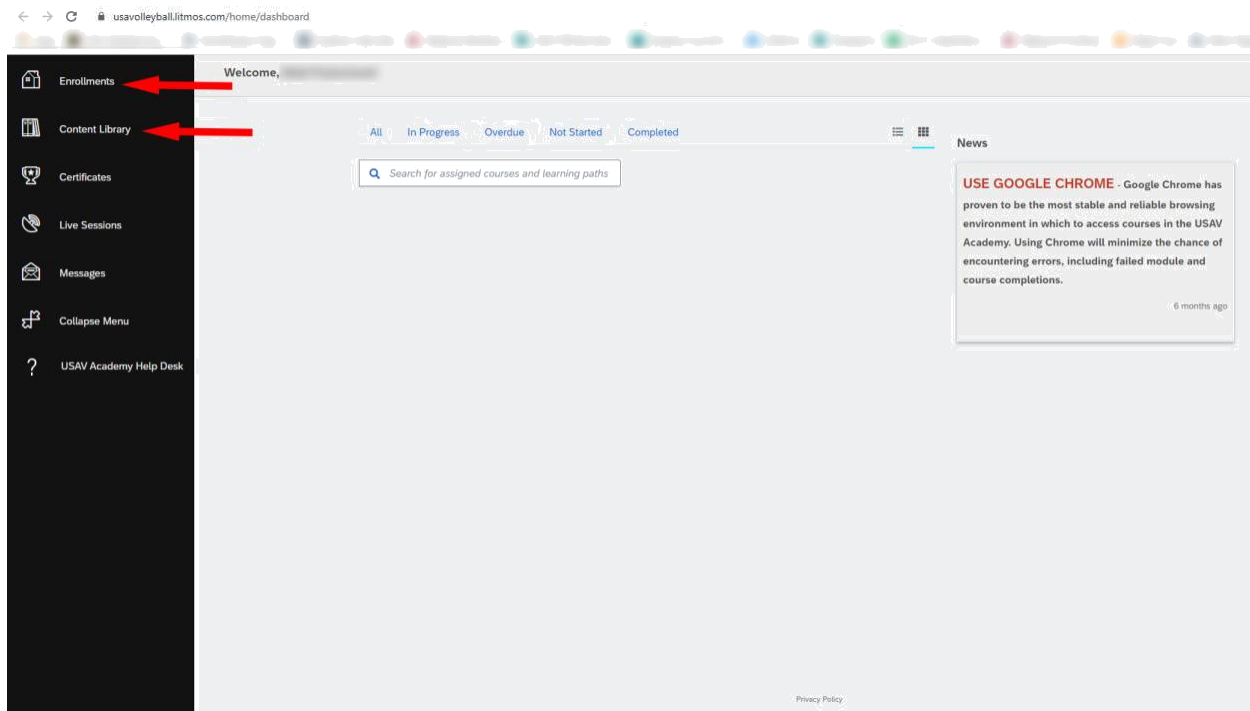 usavolleyball.litmos.com/home/dashboard
Enrollments
Content Library
Certificates
Live Sessions
Messages
Collapse Menu
? USAV Academy Help Desk
Welcome,
All In Progress Overdue Not Started Completed
Search for assigned courses and learning paths
News
USE GOOGLE CHROME - Google Chrome has
proven to be the most stable and reliable browsing
environment in which to access courses in the USAV
Academy. Using Chrome will minimize the chance of
encountering errors, including failed module and
course completions.
6 months ago
Privacy Policy